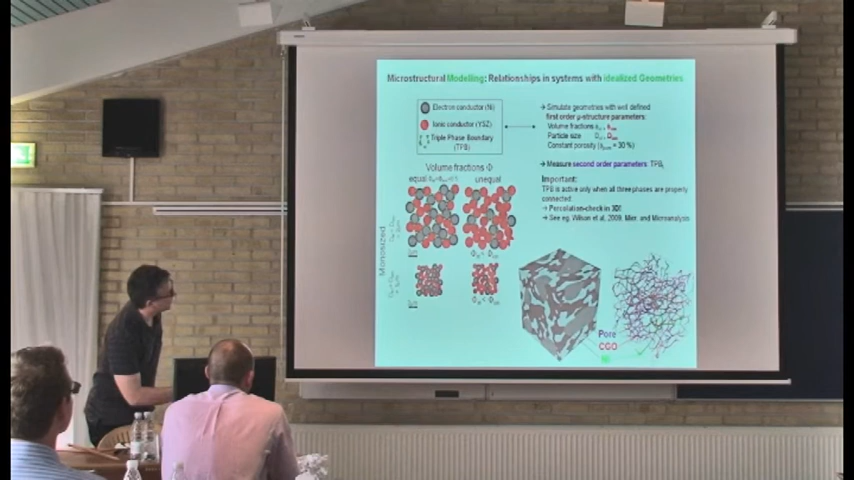 Microstructural Modelling: Relationships in systems with idealized Geometries
Electron conductor (Ni)
Ionic conductor (YSZ)
Triple Phase Boundary
(TPB)
Simulate geometries with well defined
first order µ-structure parameters:
Volume fractions
Particle size
Constant porosity = 30 %)
Measure second order parameters: TPB
Important:
TPB is active only when all three phases are properly
connected:
Percolation-check in 3D!
See eg. Wilson et al, 2009, Micr. and Microanalysis
Volume fractions Φ
equal
unequal
Monosized
Pore
CGO
Ni